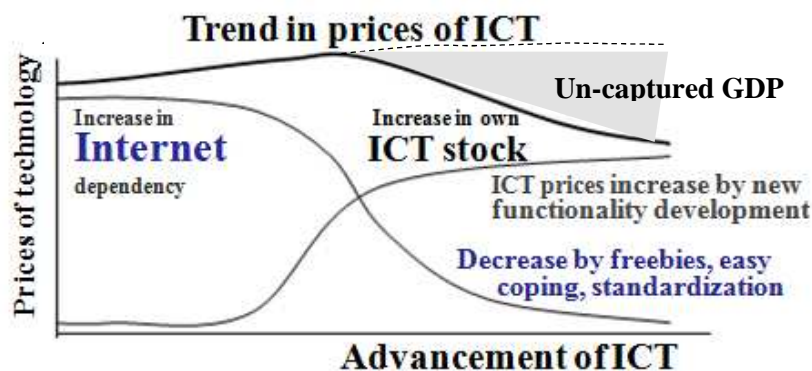 Trend in prices of ICT
Un-captured GDP
Increase in
Internet
dependency
Increase in own
ICT stock
ICT prices increase by new
functionality development
Decrease by freebies, easy
coping, standardization
Prices of technology
Advancement of ICT